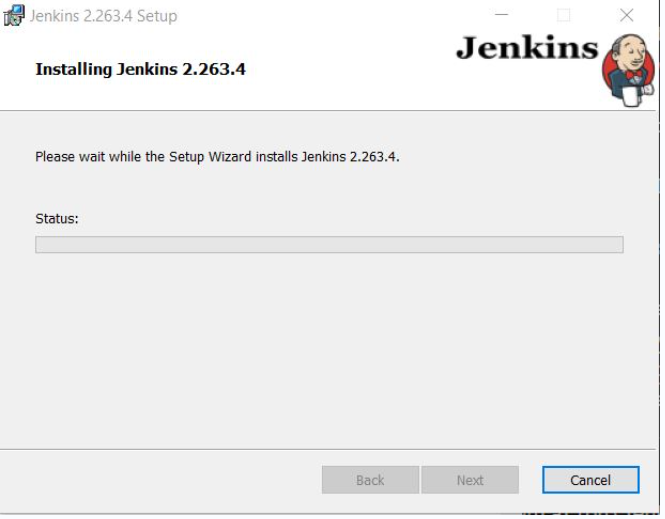 Jenkins 2.263.4 Setup
Jenkins
Installing Jenkins 2.263.4
Please wait while the Setup Wizard installs Jenkins 2.263.4.
Status:
Back Next Cancel